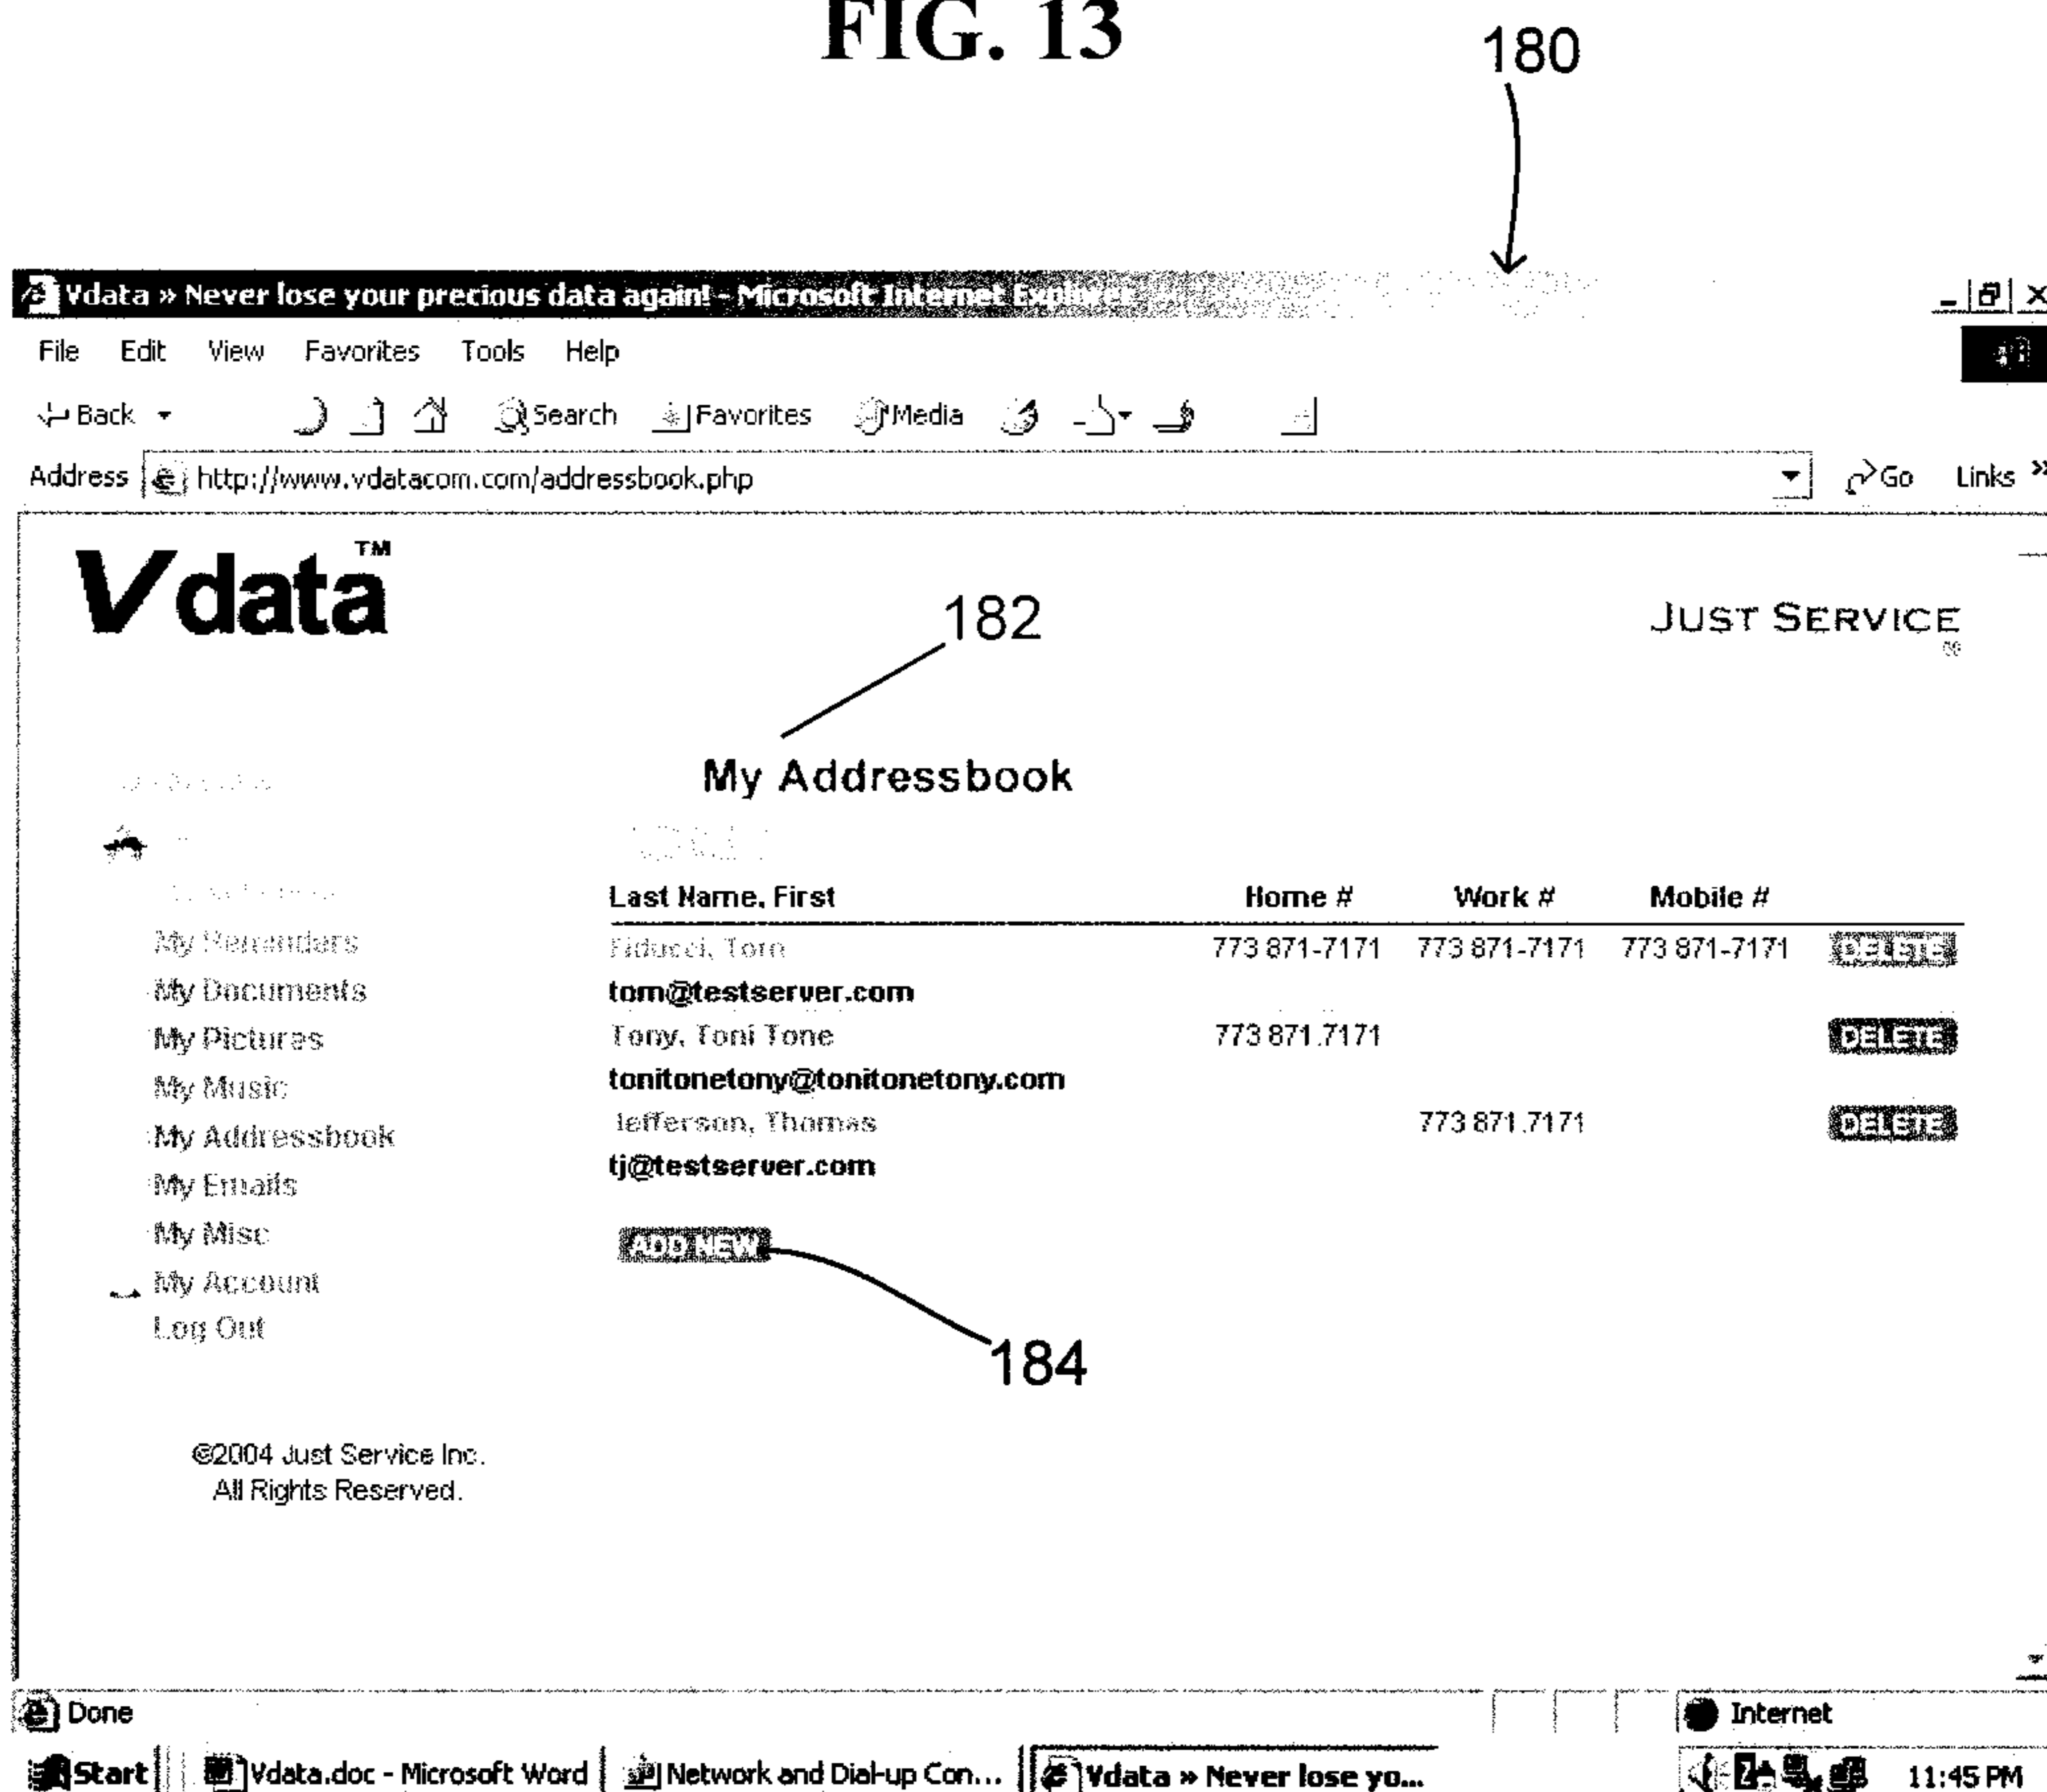 FIG. 13
180
Vdata » Never lose your precious data again! - Microsoft Internet Explorer
File Edit View Favorites Tools Help
Back Search Favorites Media
Address http://www.vdatacom.com/addressbook.php Go Links »
Vdata™
182
JUST SERVICE
My Addressbook
Last Name, First Home # Work # Mobile #
My Reminders
Fiducci, Tom 773 871-7171 773 871-7171 773 871-7171 DELETE
My Documents
tom@testserver.com
My Pictures
Tony, Toni Tone 773 871.7171 DELETE
My Music
tonitonetony@tonitonetony.com
My Addressbook
Jefferson, Thomas 773 871.7171 DELETE
tj@testserver.com
My Emails
My Misc
ADD NEW
My Account
Log Out
184
©2004 Just Service Inc.
All Rights Reserved.
Done Internet
Start Vdata.doc - Microsoft Word Network and Dial-up Con... Vdata » Never lose yo... 11:45 PM